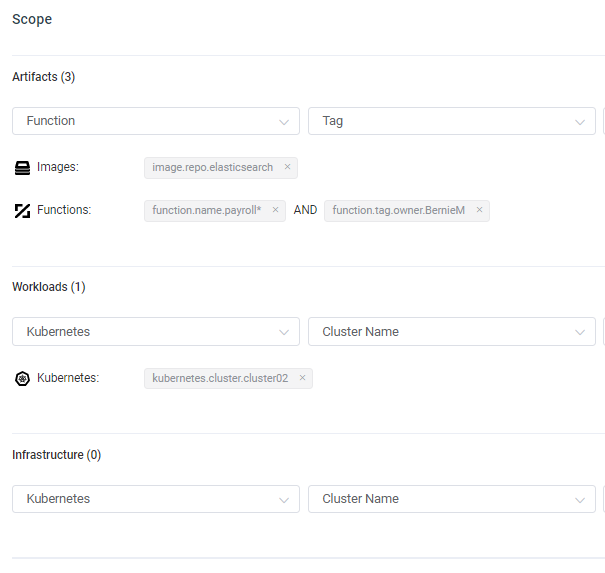 Scope
Artifacts (3)
Function Tag
Images: image.repo.elasticsearch ×
Functions: function.name.payroll* × AND function.tag.owner.BernieM ×
Workloads (1)
Kubernetes Cluster Name
Kubernetes: kubernetes.cluster.cluster02 ×
Infrastructure (0)
Kubernetes Cluster Name